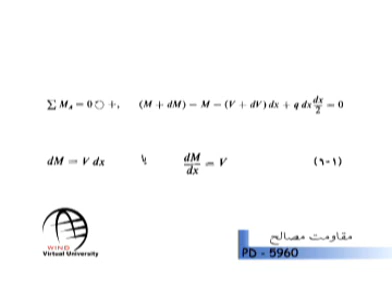 ∑ M_A = 0 ↺ +, (M + dM) − M − (V + dV) dx + q dx dx/2 = 0
dM = V dx یا dM/dx = V (۱-۶)
WIND
Virtual University
مقاومت مصالح
PD - 5960